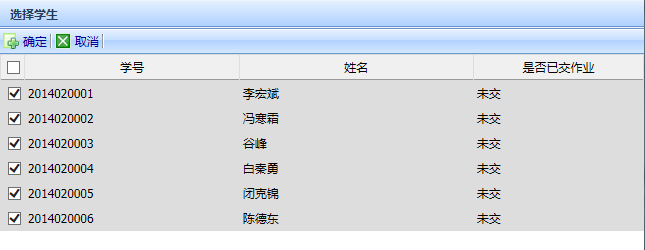 选择学生
确定 取消
学号 姓名 是否已交作业
2014020001 李宏斌 未交
2014020002 冯寒霜 未交
2014020003 谷峰 未交
2014020004 白秦勇 未交
2014020005 闭克锦 未交
2014020006 陈德东 未交